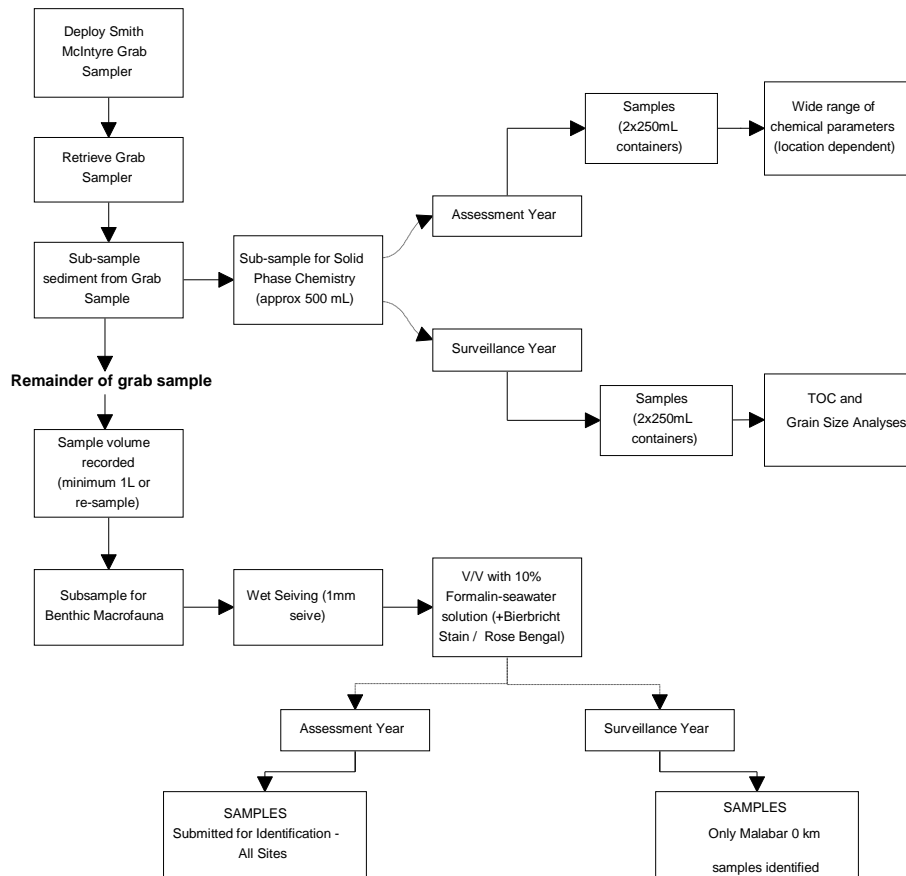 Deploy Smith
McIntyre Grab
Sampler
Retrieve Grab
Sampler
Sub-sample
sediment from Grab
Sample
Sub-sample for Solid
Phase Chemistry
(approx 500 mL)
Assessment Year
Samples
(2x250mL
containers)
Wide range of
chemical parameters
(location dependent)
Surveillance Year
Samples
(2x250mL
containers)
TOC and
Grain Size Analyses
Remainder of grab sample
Sample volume
recorded
(minimum 1L or
re-sample)
Subsample for
Benthic Macrofauna
Wet Seiving (1mm
seive)
V/V with 10%
Formalin-seawater
solution (+Bierbricht
Stain / Rose Bengal)
Assessment Year
SAMPLES
Submitted for Identification -
All Sites
Surveillance Year
SAMPLES
Only Malabar 0 km
samples identified